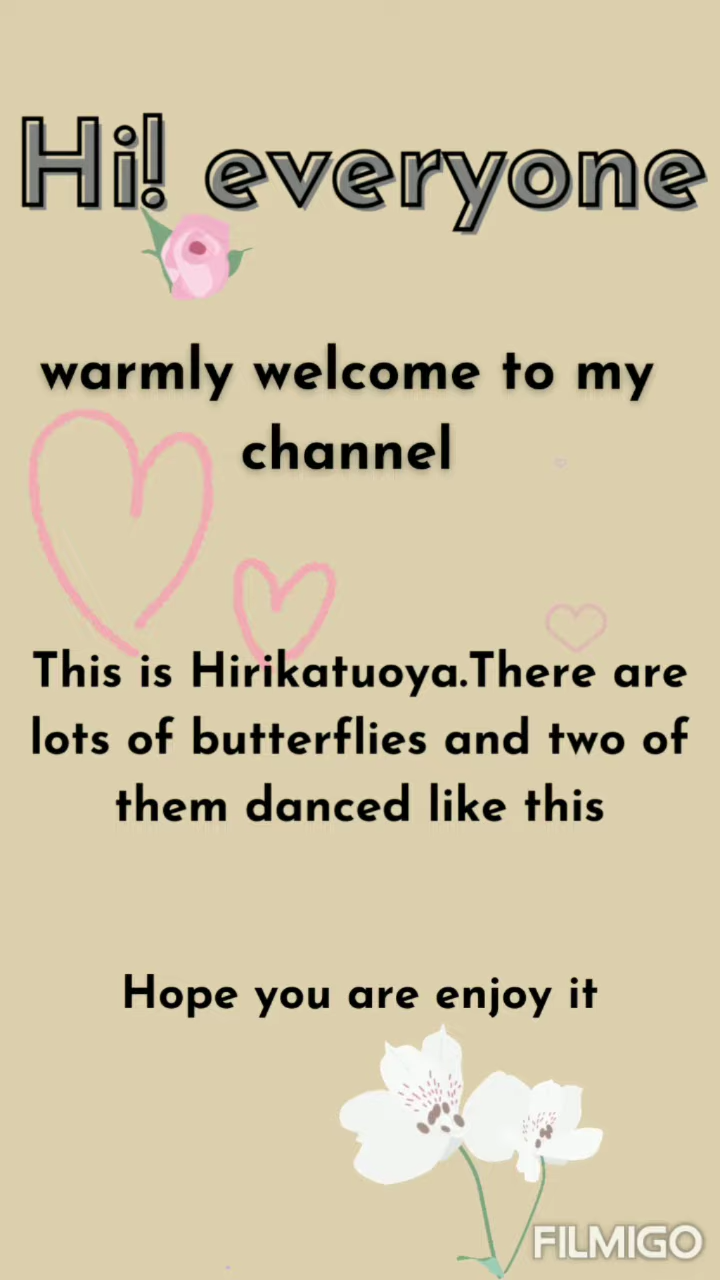 Hi! everyone
warmly welcome to my
channel
This is Hirikatuoya.There are
lots of butterflies and two of
them danced like this
Hope you are enjoy it
FILMIGO